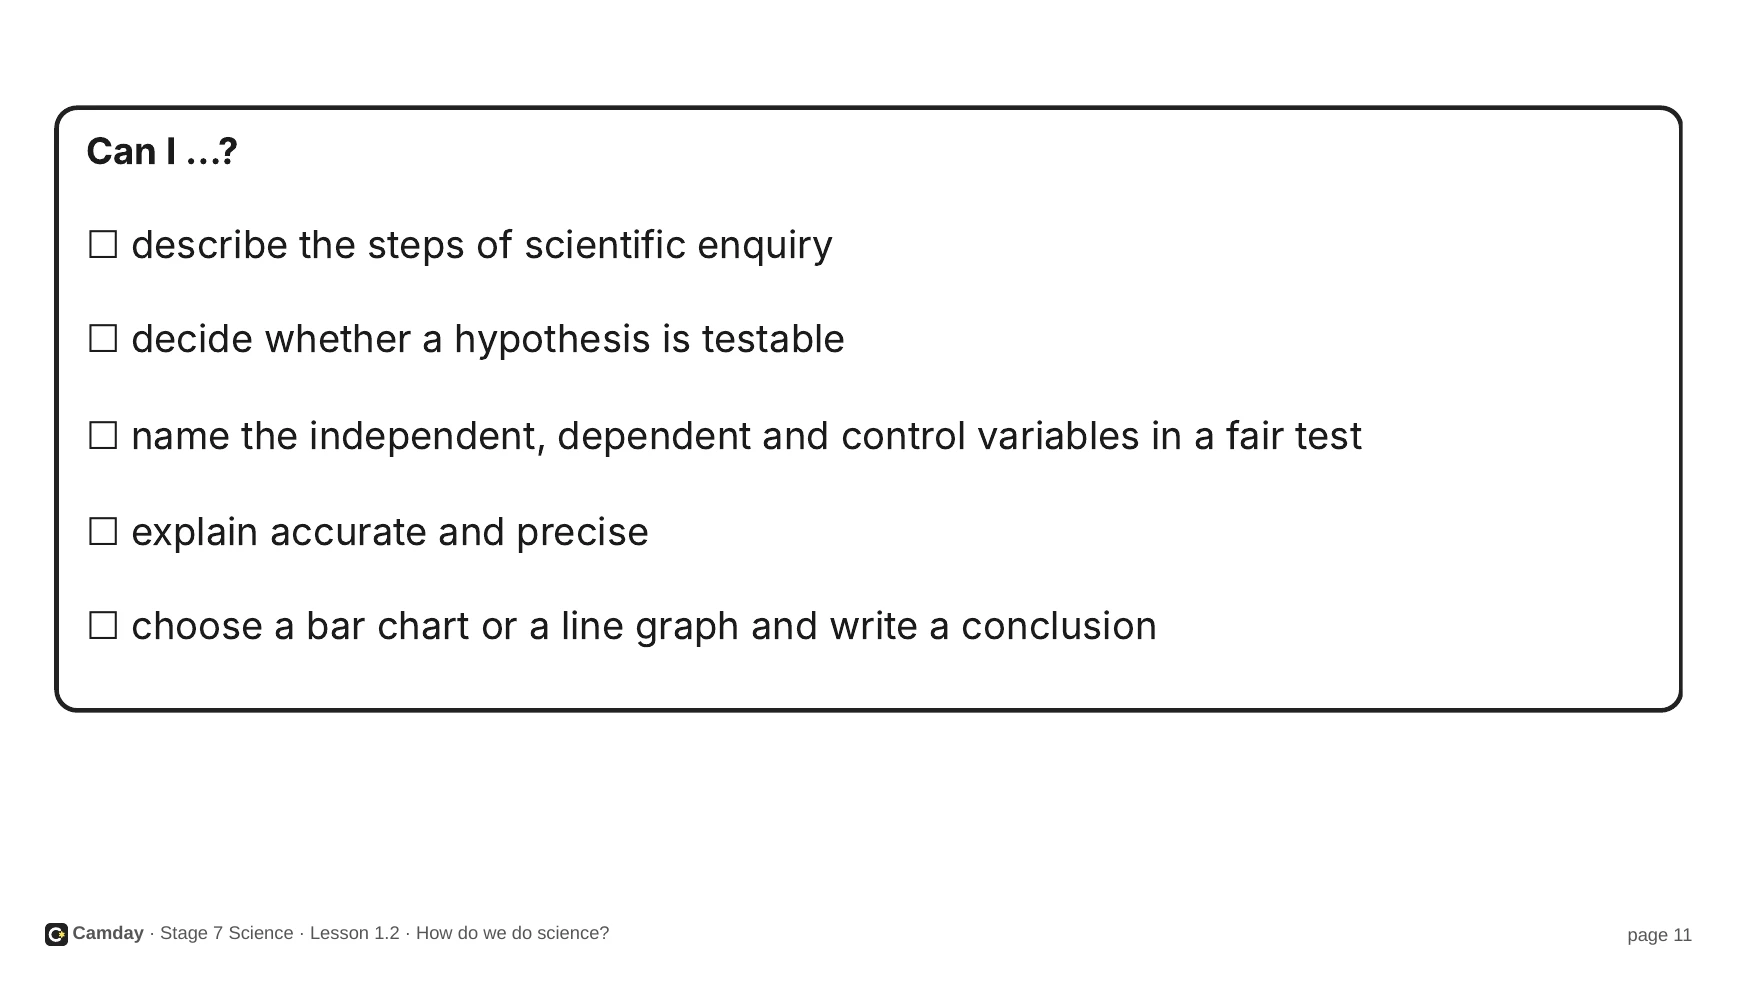 Can I …?
☐ describe the steps of scientific enquiry
☐ decide whether a hypothesis is testable
☐ name the independent, dependent and control variables in a fair test
☐ explain accurate and precise
☐ choose a bar chart or a line graph and write a conclusion
Camday · Stage 7 Science · Lesson 1.2 · How do we do science?
page 11